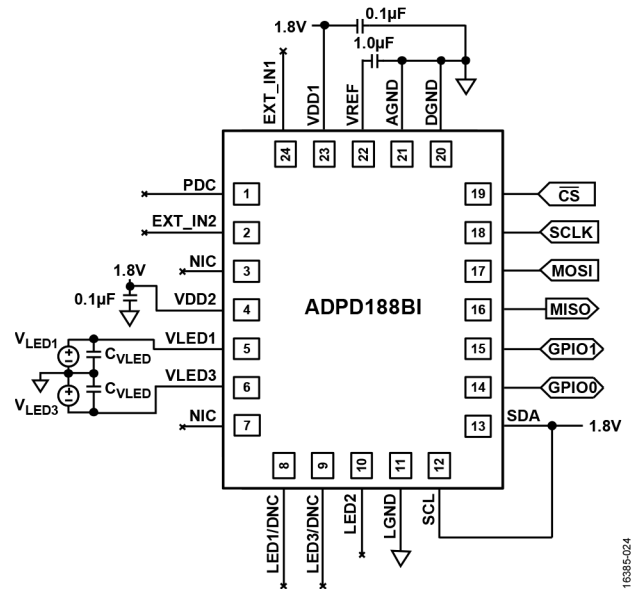 1.8V
0.1µF
1.0µF
EXT_IN1
VDD1
VREF
AGND
DGND
24
23
22
21
20
PDC
1
EXT_IN2
2
NIC
3
1.8V
0.1µF
VDD2
4
VLED1
5
VLED1
CVLED
CVLED
VLED3
VLED3
6
NIC
7
ADPD188BI
19
CS
18
SCLK
17
MOSI
16
MISO
15
GPIO1
14
GPIO0
13
SDA
1.8V
8
9
10
11
12
LED1/DNC
LED3/DNC
LED2
LGND
SCL
16385-024